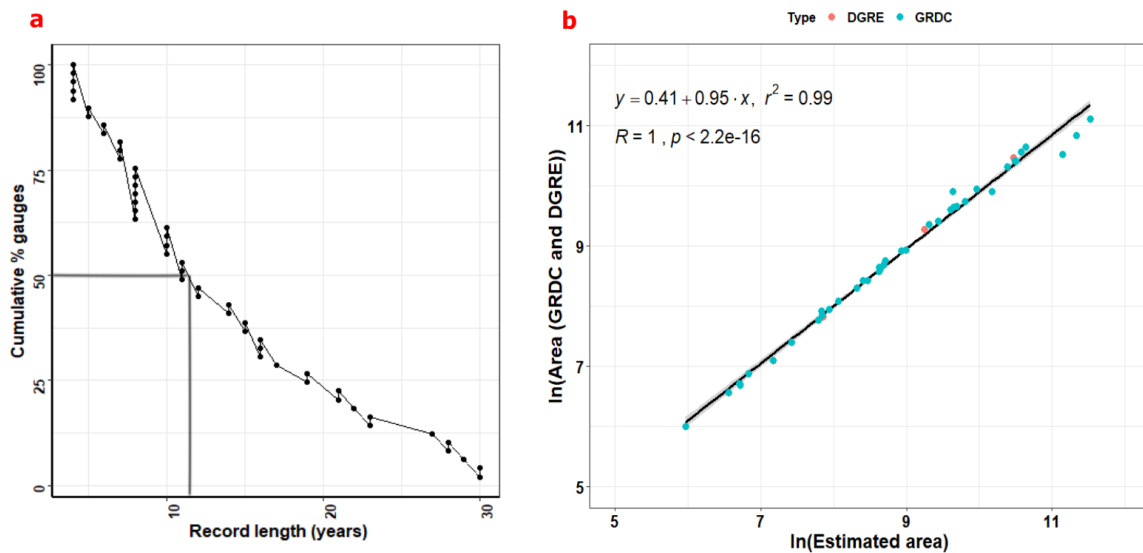 a
100
75
50
25
0
Cumulative % gauges
10
20
30
Record length (years)
b
Type DGRE GRDC
y = 0.41 + 0.95 · x, r² = 0.99
R = 1 , p < 2.2e-16
11
9
7
5
ln(Area (GRDC and DGRE))
5 7 9 11
ln(Estimated area)